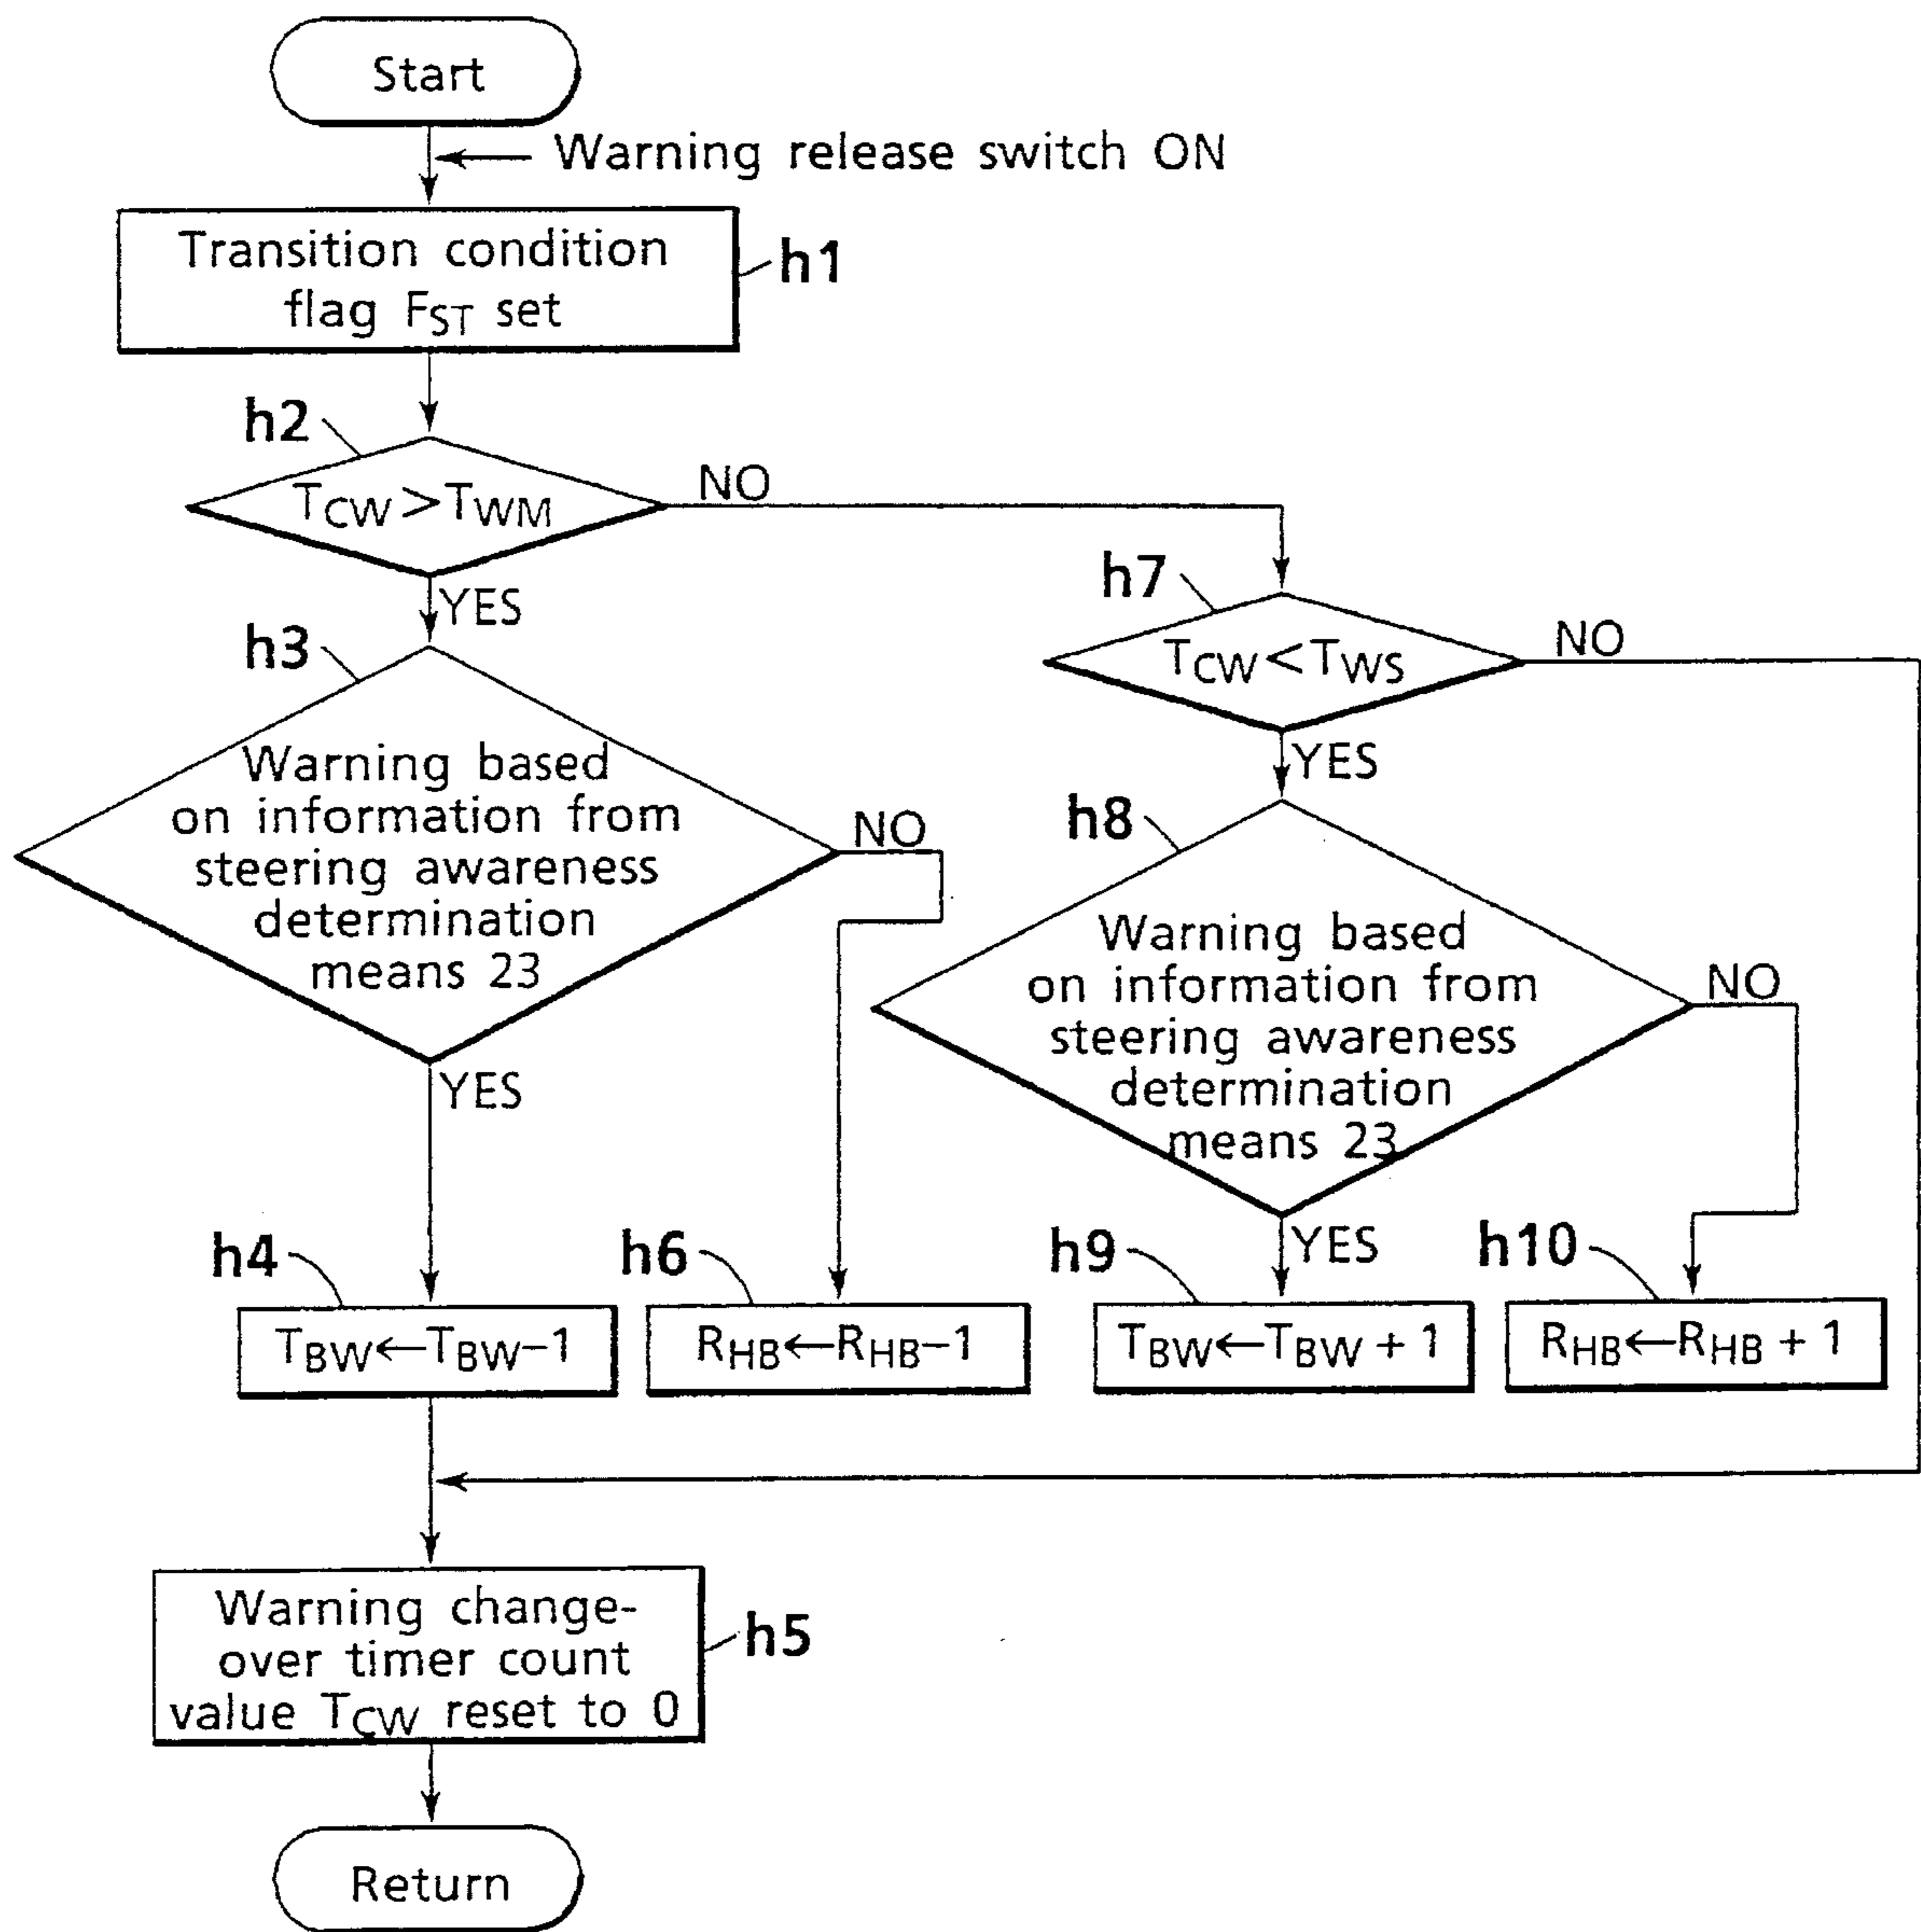 Start
Warning release switch ON
Transition condition
flag FST set
h1
h2
TCW>TWM
NO
YES
h7
TCW<TWS
NO
YES
h3
Warning based
on information from
steering awareness
determination
means 23
NO
YES
h8
Warning based
on information from
steering awareness
determination
means 23
NO
YES
h4
TBW←TBW−1
h6
RHB←RHB−1
h9
TBW←TBW + 1
h10
RHB←RHB + 1
Warning change-
over timer count
value TCW reset to 0
h5
Return